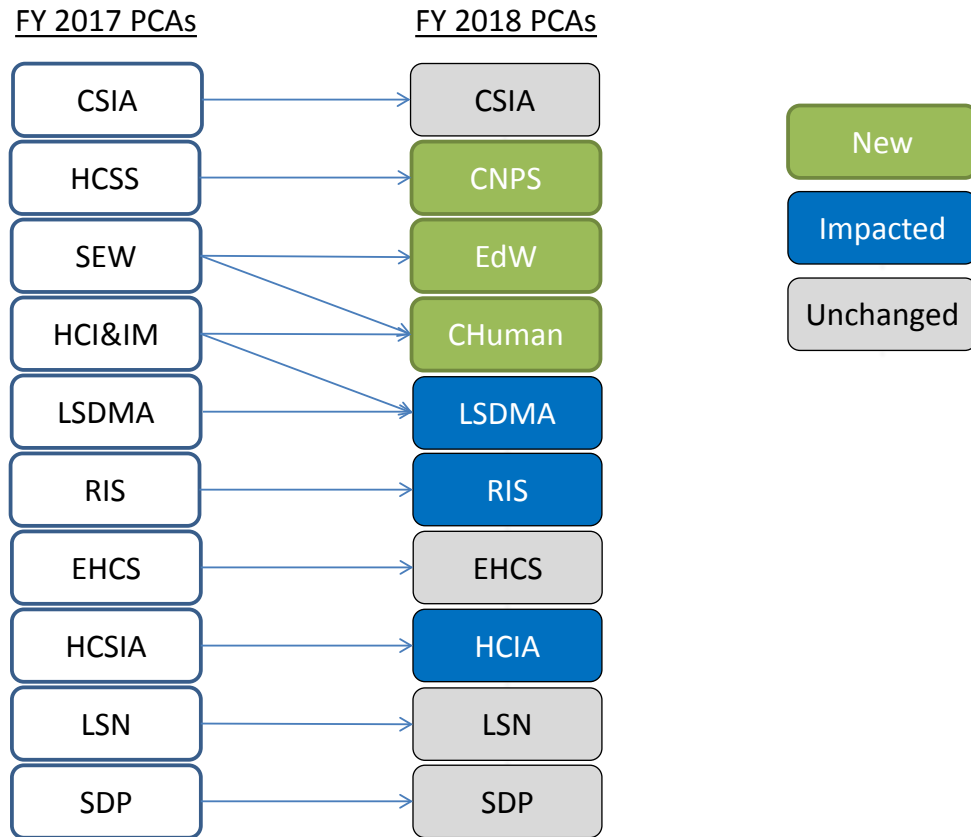 FY 2017 PCAs
FY 2018 PCAs
CSIA
CSIA
HCSS
CNPS
New
SEW
EdW
Impacted
HCI&IM
CHuman
Unchanged
LSDMA
LSDMA
RIS
RIS
EHCS
EHCS
HCSIA
HCIA
LSN
LSN
SDP
SDP